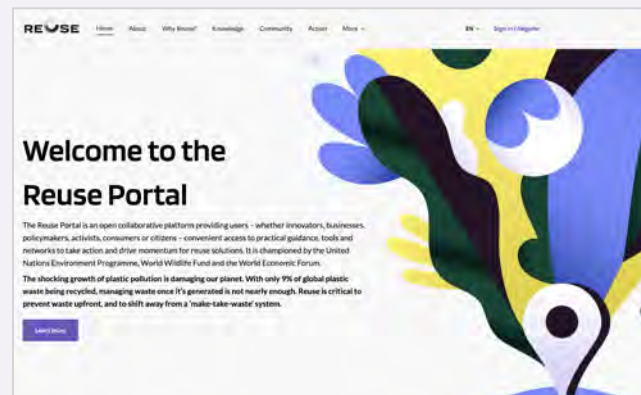 REUSE Home About Why Reuse? Knowledge Community Action More EN Sign in / Register
Welcome to the
Reuse Portal
The Reuse Portal is an open collaborative platform providing users – whether innovators, businesses,
policymakers, activists, consumers or citizens – convenient access to practical guidance, tools and
networks to take action and drive momentum for reuse solutions. It is championed by the United
Nations Environment Programme, World Wildlife Fund and the World Economic Forum.
The shocking growth of plastic pollution is damaging our planet. With only 9% of global plastic
waste being recycled, managing waste once it's generated is not nearly enough. Reuse is critical to
prevent waste upfront, and to shift away from a 'make-take-waste' system.
Learn More